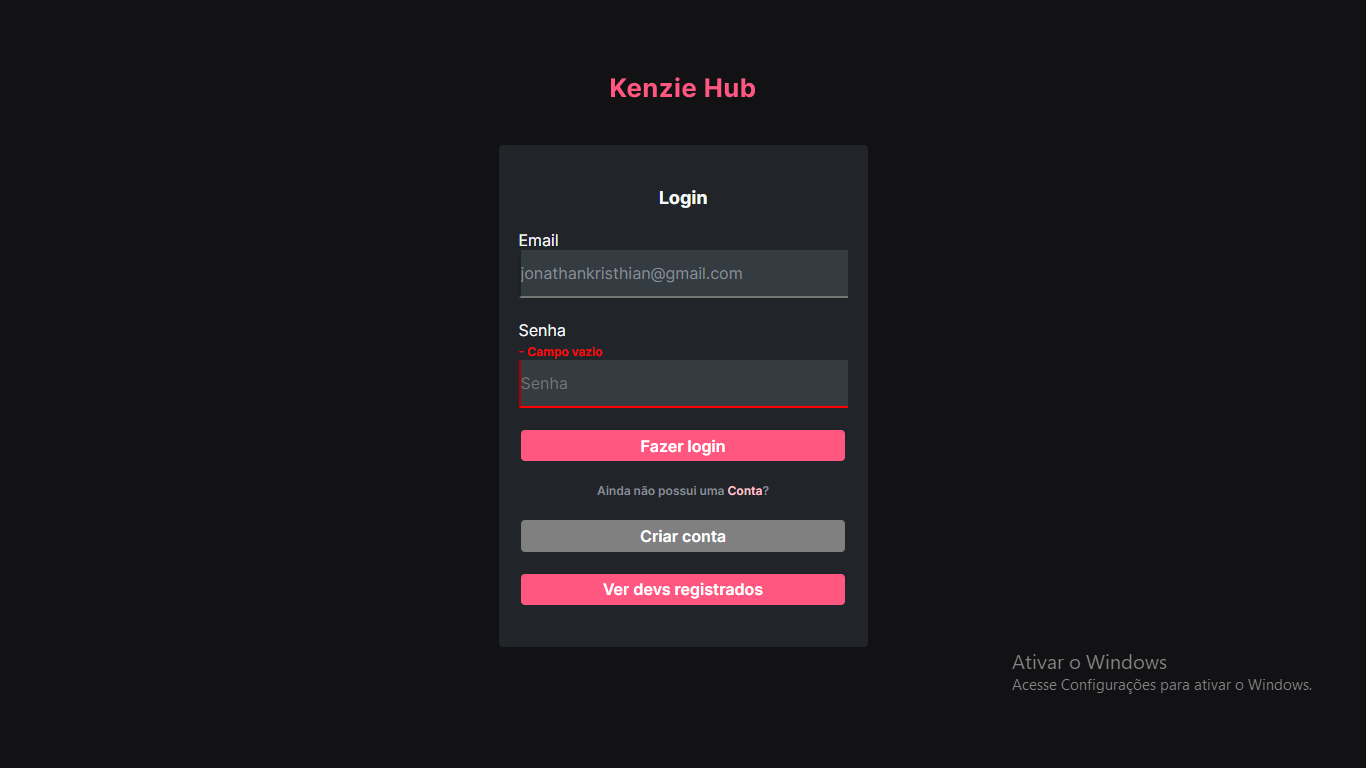 Kenzie Hub
Login
Email
jonathankristhian@gmail.com
Senha
- Campo vazio
Senha
Fazer login
Ainda não possui uma Conta?
Criar conta
Ver devs registrados
Ativar o Windows
Acesse Configurações para ativar o Windows.